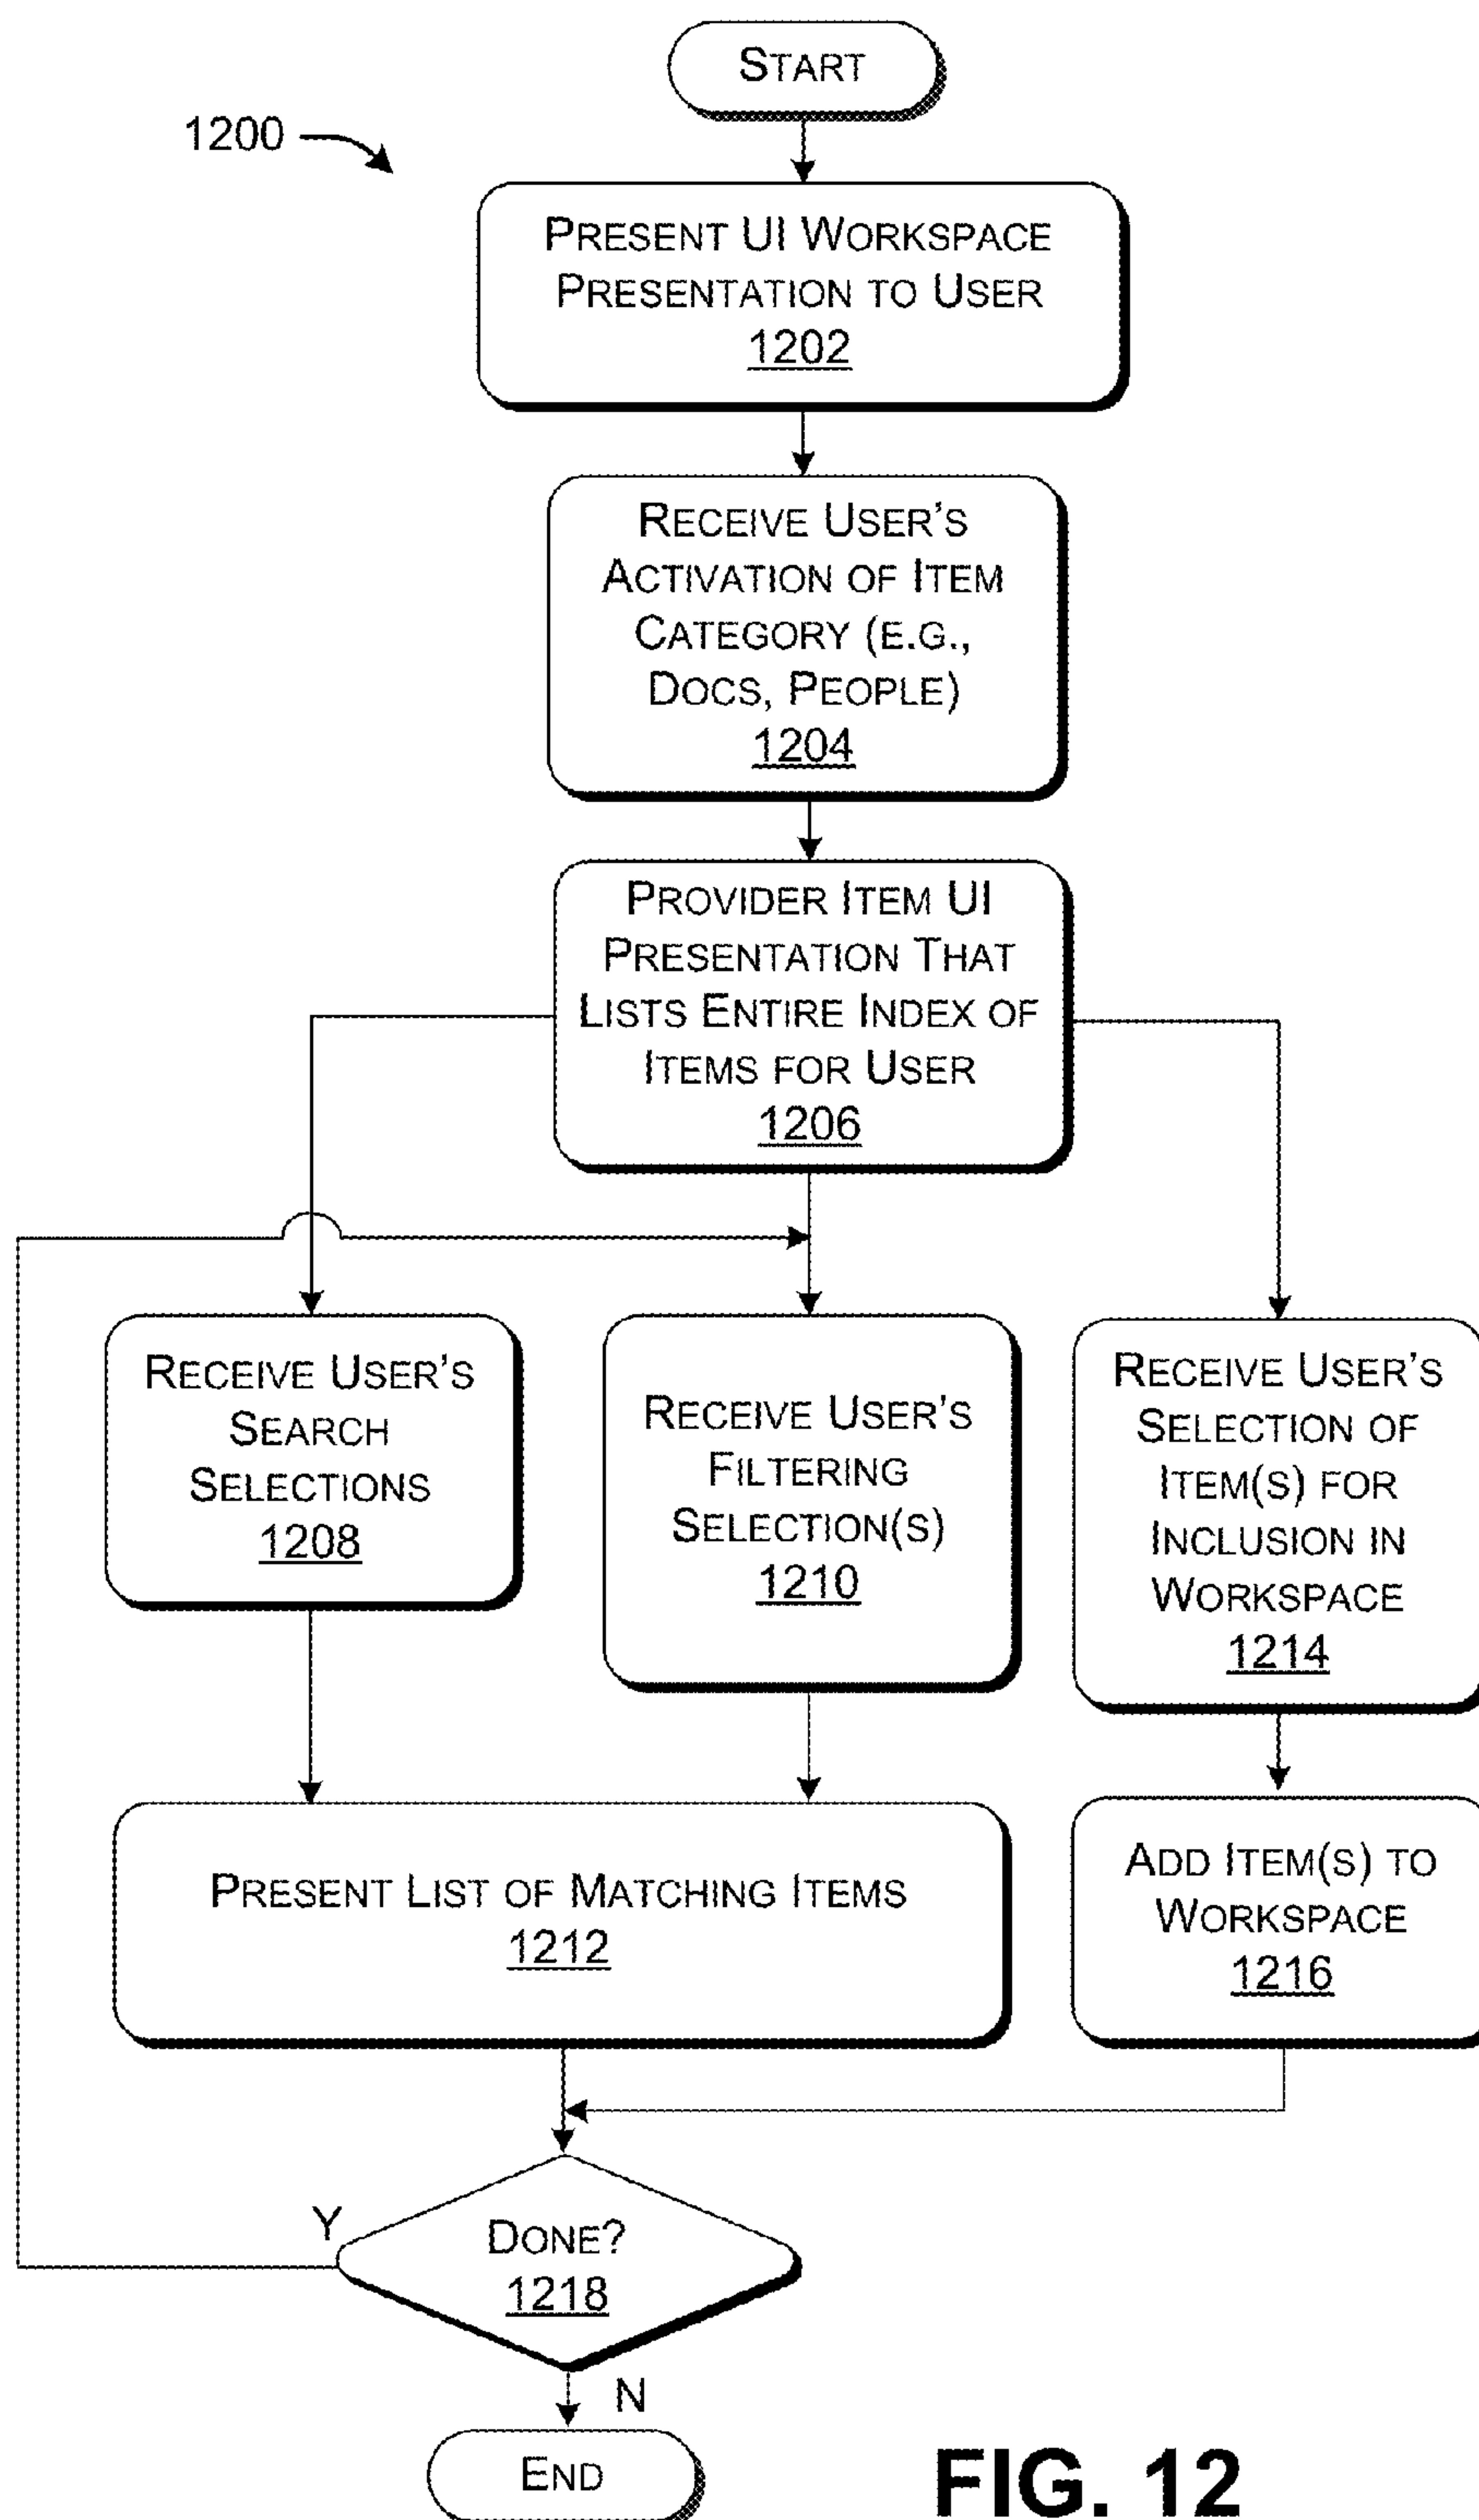 START
1200
PRESENT UI WORKSPACE
PRESENTATION TO USER
1202
RECEIVE USER'S
ACTIVATION OF ITEM
CATEGORY (E.G.,
DOCS, PEOPLE)
1204
PROVIDER ITEM UI
PRESENTATION THAT
LISTS ENTIRE INDEX OF
ITEMS FOR USER
1206
RECEIVE USER'S
SEARCH
SELECTIONS
1208
RECEIVE USER'S
FILTERING
SELECTION(S)
1210
RECEIVE USER'S
SELECTION OF
ITEM(S) FOR
INCLUSION IN
WORKSPACE
1214
PRESENT LIST OF MATCHING ITEMS
1212
ADD ITEM(S) TO
WORKSPACE
1216
Y
DONE?
1218
N
END
FIG. 12